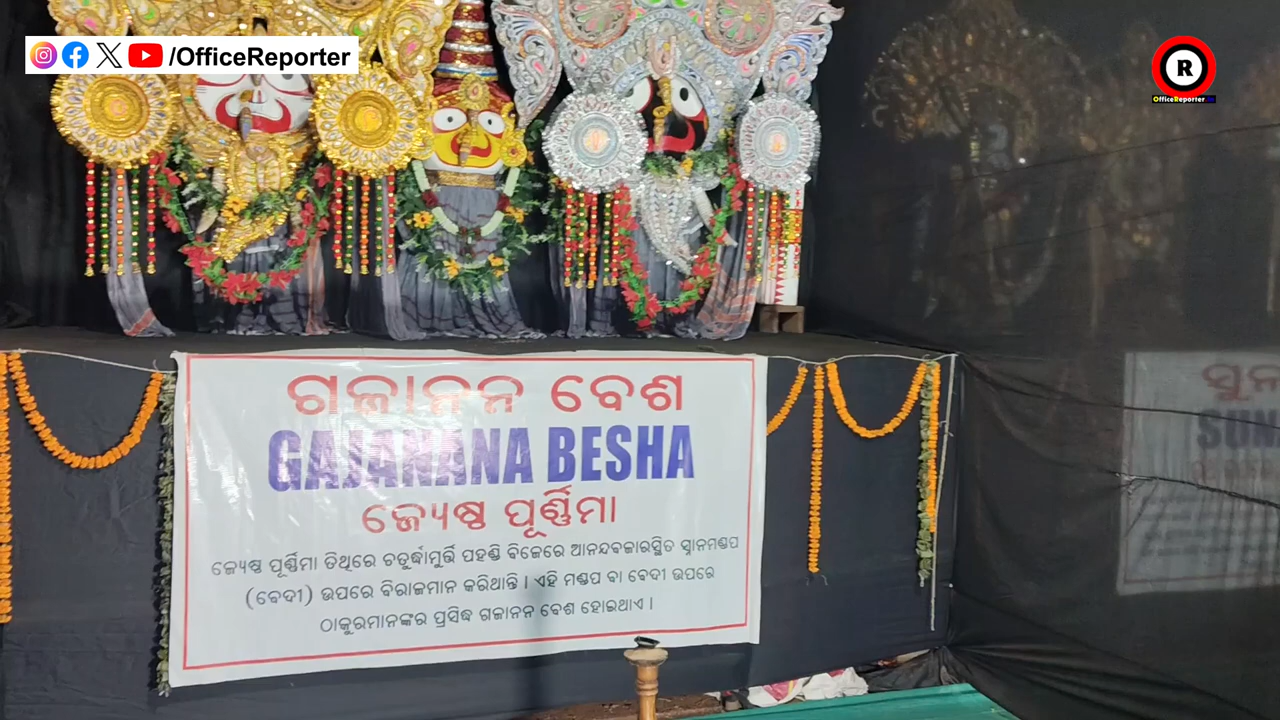 /OfficeReporter
R
OfficeReporter
ଗଜାନନ ବେଶ
GAJANANA BESHA
ଜ୍ୟେଷ୍ଠ ପୂର୍ଣ୍ଣିମା
ଜ୍ୟେଷ୍ଠ ପୂର୍ଣ୍ଣିମା ତିଥିରେ ଚତୁର୍ଦ୍ଧାମୁର୍ତ୍ତି ପହଣ୍ଡି ବିଜେରେ ଆନନ୍ଦବଜାରସ୍ଥିତ ସ୍ନାନମଣ୍ଡପ
(ବେଦୀ) ଉପରେ ବିରାଜମାନ କରିଥାନ୍ତି । ଏହି ମଣ୍ଡପ ବା ବେଦୀ ଉପରେ
ଠାକୁରମାନଙ୍କର ପ୍ରସିଦ୍ଧ ଗଜାନନ ବେଶ ହୋଇଥାଏ ।
ସୁନ
SUN